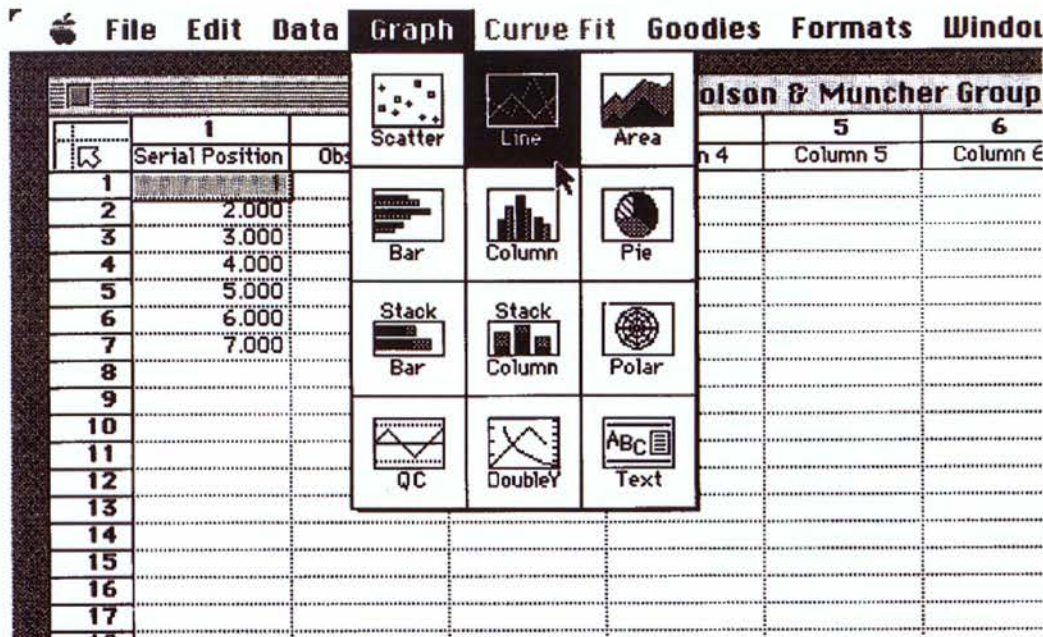 File Edit Data Graph Curve Fit Goodies Formats
olson & Muncher Group
1 5 6
Serial Position Obs n 4 Column 5 Column 6
1 1
2 2.000
3 3.000
4 4.000
5 5.000
6 6.000
7 7.000
8
9
10
11
12
13
14
15
16
17
Scatter Line Area
Bar Column Pie
Stack Stack
Bar Column Polar
ABC
QC DoubleY Text